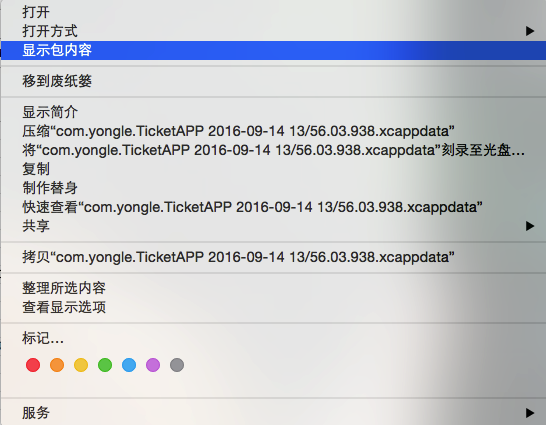 打开
打开方式
显示包内容
移到废纸篓
显示简介
压缩“com.yongle.TicketAPP 2016-09-14 13/56.03.938.xcappdata”
将“com.yongle.TicketAPP 2016-09-14 13/56.03.938.xcappdata”刻录至光盘...
复制
制作替身
快速查看“com.yongle.TicketAPP 2016-09-14 13/56.03.938.xcappdata”
共享
拷贝“com.yongle.TicketAPP 2016-09-14 13/56.03.938.xcappdata”
整理所选内容
查看显示选项
标记...
服务